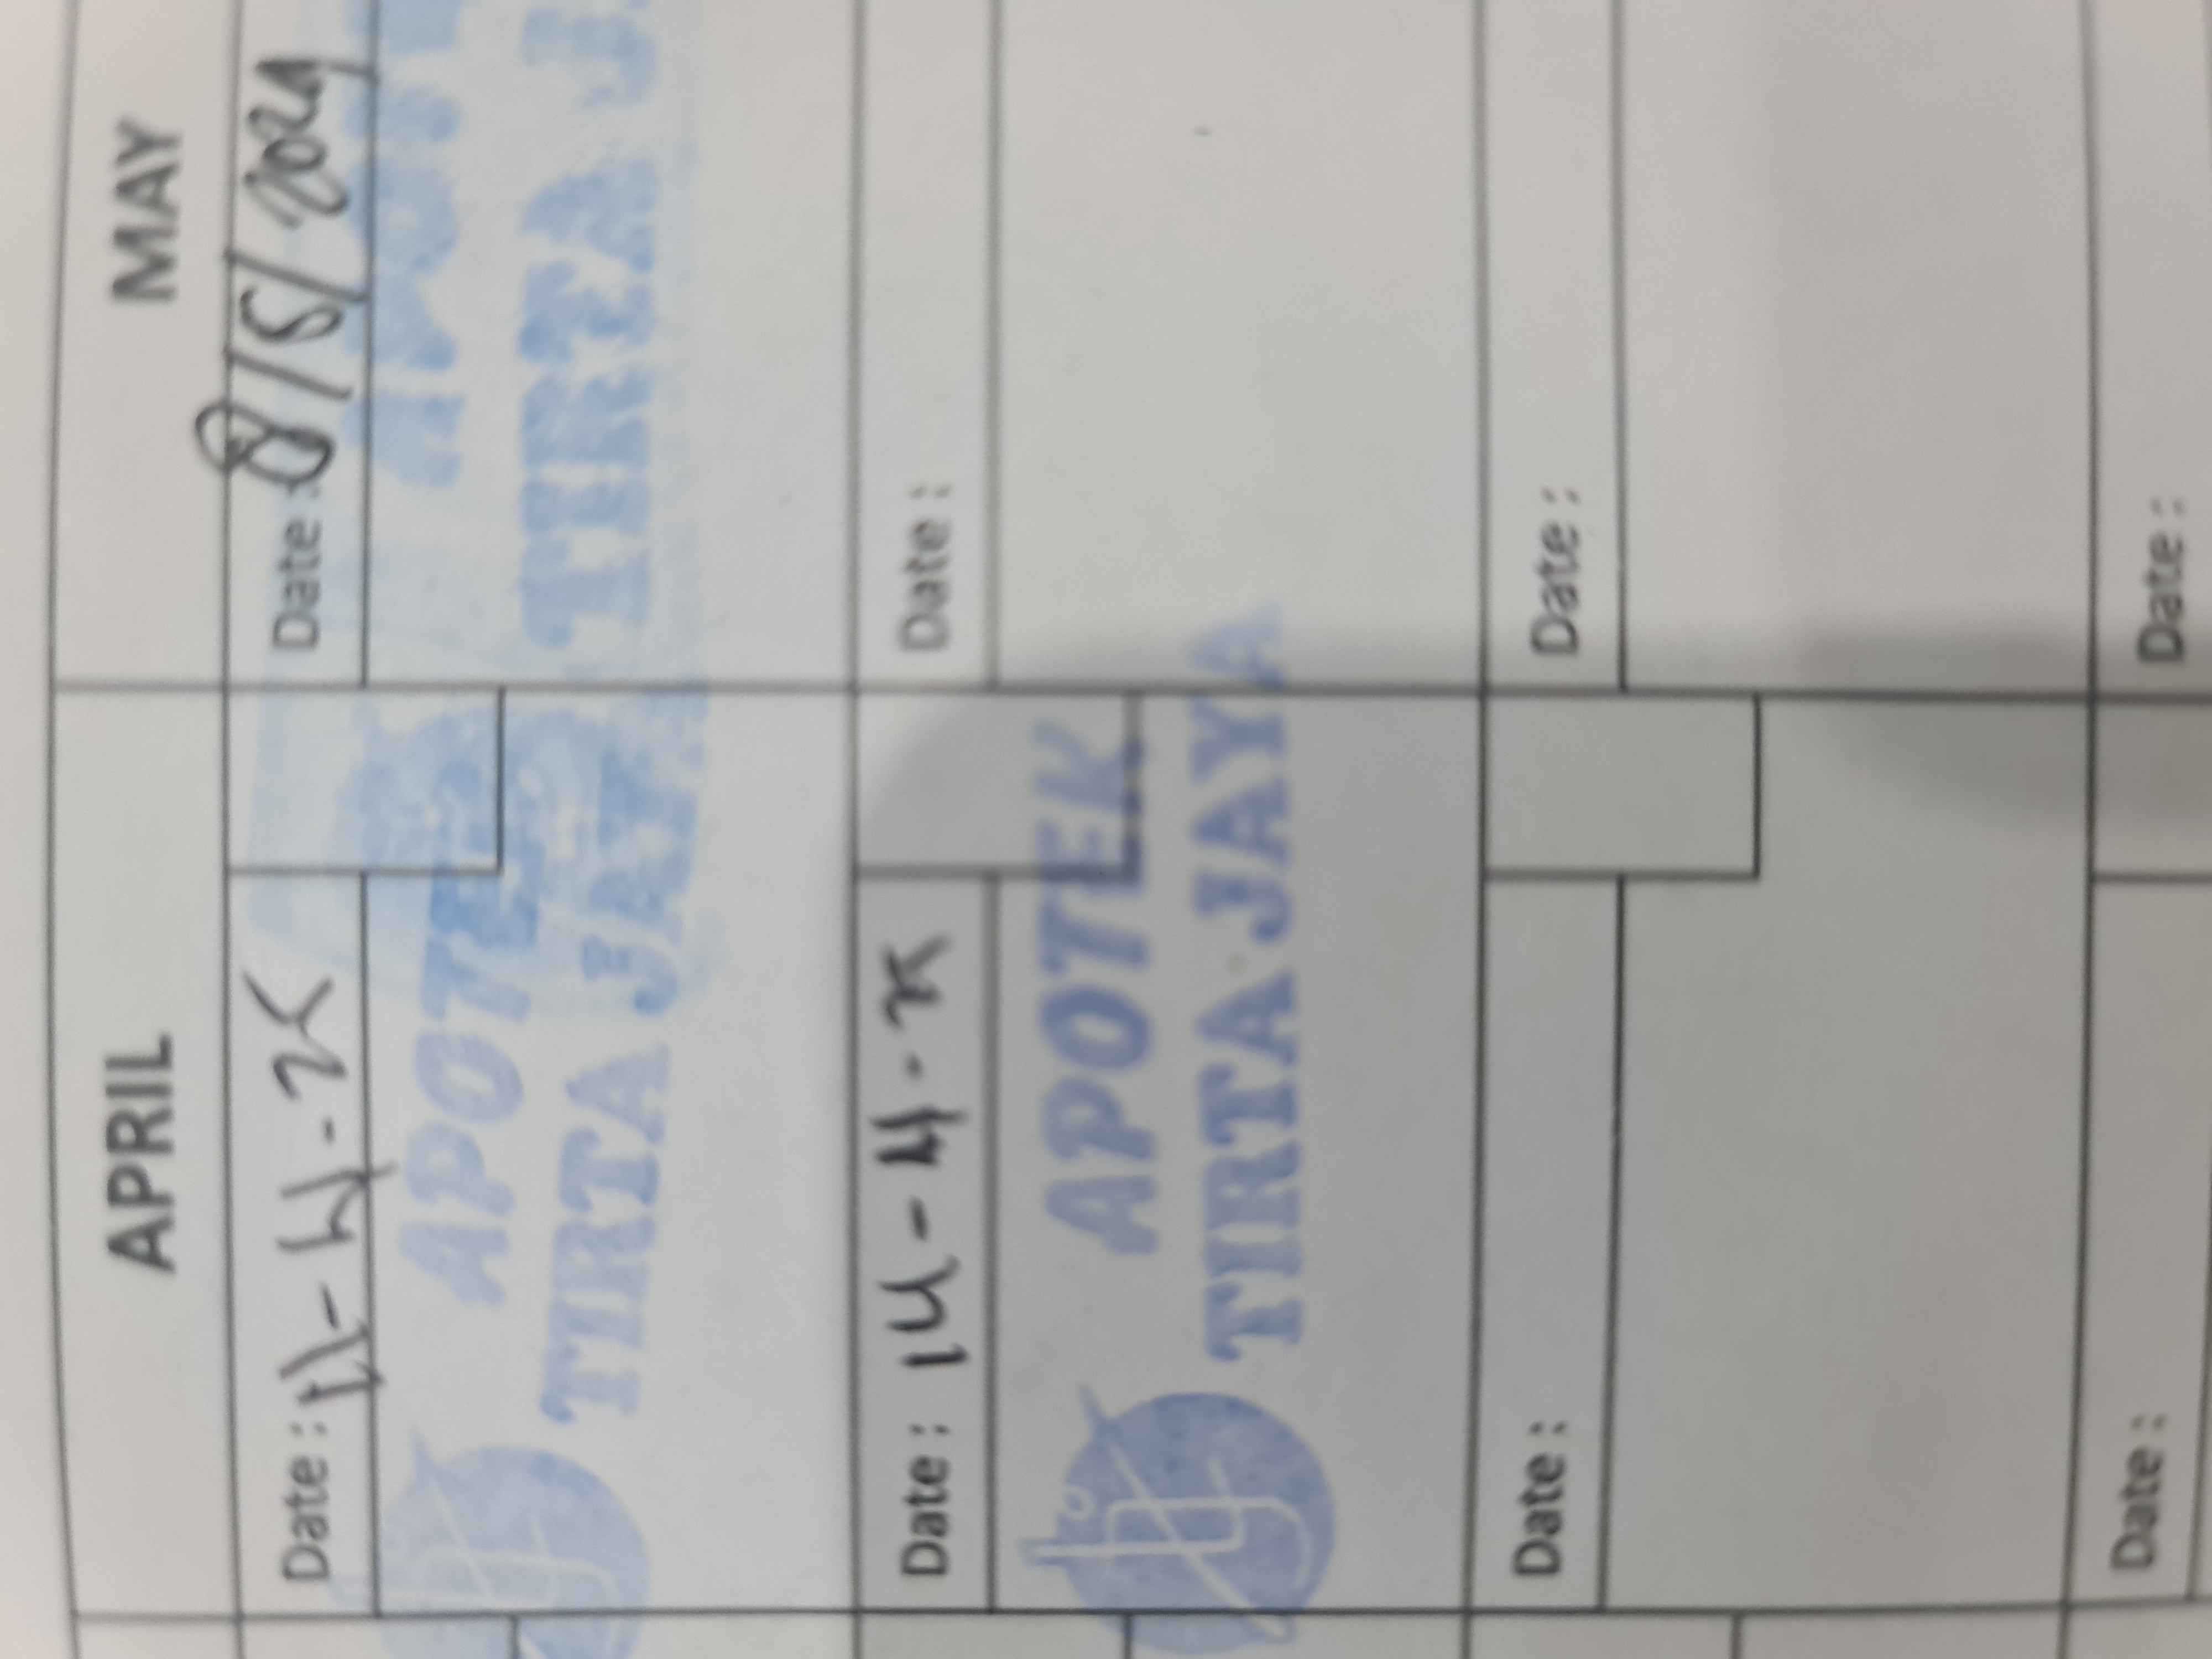 APRIL
MAY
Date : 11-4-25
Date : 8/5/2024
APOTEK
TIRTA JAYA
TIRTA J
Date : 14-4-25
Date :
APOTEK
TIRTA JAYA
Date :
Date :
Date :
Date :